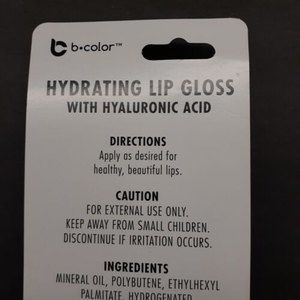 b•color™
HYDRATING LIP GLOSS
WITH HYALURONIC ACID
DIRECTIONS
Apply as desired for
healthy, beautiful lips.
CAUTION
FOR EXTERNAL USE ONLY.
KEEP AWAY FROM SMALL CHILDREN.
DISCONTINUE IF IRRITATION OCCURS.
INGREDIENTS
MINERAL OIL, POLYBUTENE, ETHYLHEXYL
PALMITATE, HYDROGENATED